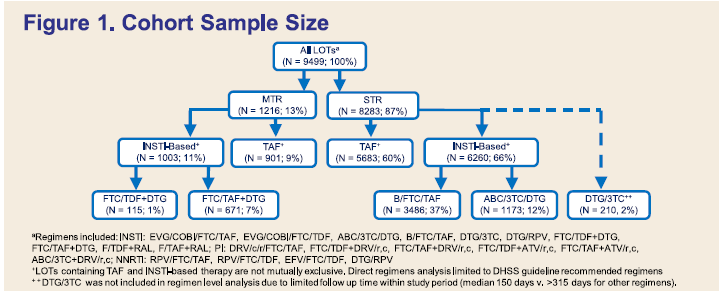 Figure 1. Cohort Sample Size
All LOTsª
(N = 9499; 100%)
MTR
(N = 1216; 13%)
STR
(N = 8283; 87%)
INSTI-Based⁺
(N = 1003; 11%)
TAF⁺
(N = 901; 9%)
TAF⁺
(N = 5683; 60%)
INSTI-Based⁺
(N = 6260; 66%)
FTC/TDF+DTG
(N = 115; 1%)
FTC/TAF+DTG
(N = 671; 7%)
B/FTC/TAF
(N = 3486; 37%)
ABC/3TC/DTG
(N = 1173; 12%)
DTG/3TC⁺⁺
(N = 210, 2%)
ªRegimens included: INSTI: EVG/COBI/FTC/TAF, EVG/COBI/FTC/TDF, ABC/3TC/DTG, B/FTC/TAF, DTG/3TC, DTG/RPV, FTC/TDF+DTG,
FTC/TAF+DTG, F/TDF+RAL, F/TAF+RAL; PI: DRV/c/r/FTC/TAF, FTC/TDF+DRV/r,c, FTC/TAF+DRV/r,c, FTC/TDF+ATV/r,c, FTC/TAF+ATV/r,c,
ABC/3TC+DRV/r,c; NNRTI: RPV/FTC/TAF, RPV/FTC/TDF, EFV/FTC/TDF, DTG/RPV
⁺LOTs containing TAF and INSTI-based therapy are not mutually exclusive. Direct regimens analysis limited to DHSS guideline recommended regimens
⁺⁺DTG/3TC was not included in regimen level analysis due to limited follow up time within study period (median 150 days v. >315 days for other regimens).